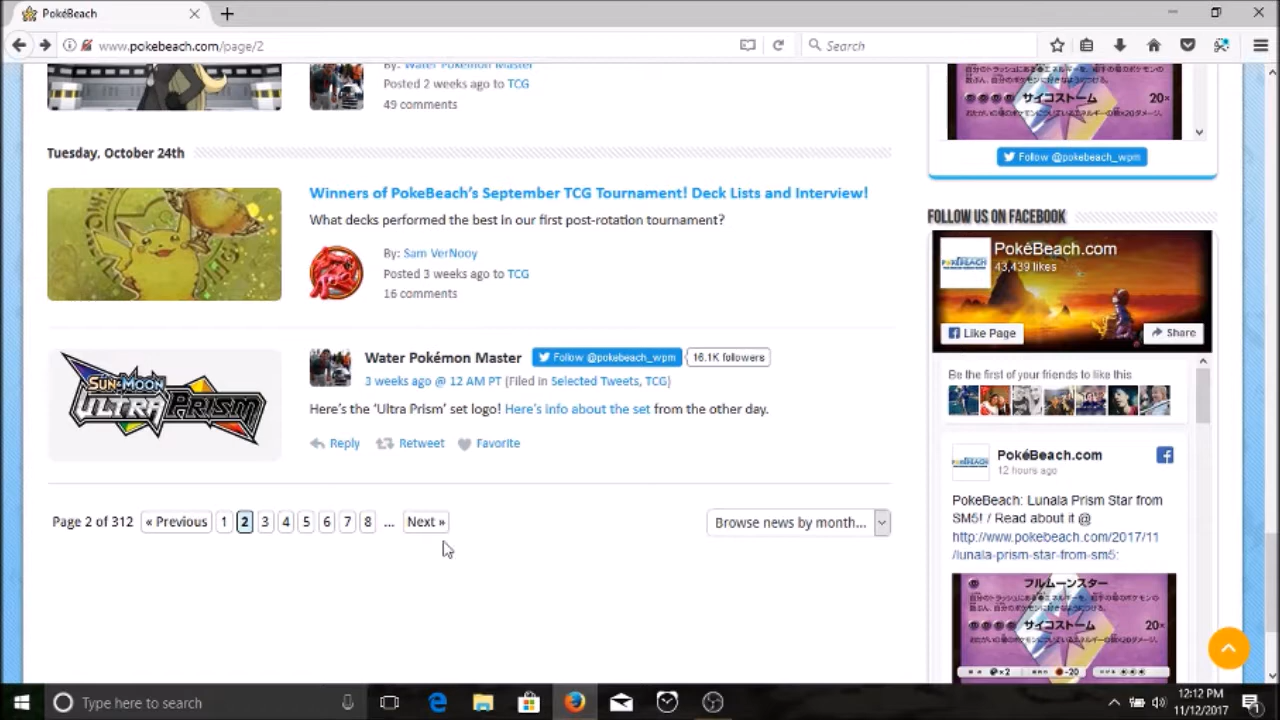 PokéBeach
www.pokebeach.com/page/2
Search
By: Water Pokémon Master
Posted 2 weeks ago to TCG
49 comments
Tuesday, October 24th
Winners of PokeBeach's September TCG Tournament! Deck Lists and Interview!
What decks performed the best in our first post-rotation tournament?
By: Sam VerNooy
Posted 3 weeks ago to TCG
16 comments
SUN & MOON
ULTRA PRISM
Water Pokémon Master Follow @pokebeach_wpm 16.1K followers
3 weeks ago @ 12 AM PT (Filed in Selected Tweets, TCG)
Here's the 'Ultra Prism' set logo! Here's info about the set from the other day.
Reply Retweet Favorite
Page 2 of 312 « Previous 1 2 3 4 5 6 7 8 ... Next »
Browse news by month...
サイコストーム 20×
Follow @pokebeach_wpm
FOLLOW US ON FACEBOOK
POKÉBEACH
PokéBeach.com
43,439 likes
Like Page Share
Be the first of your friends to like this
PokéBeach.com
12 hours ago
PokeBeach: Lunala Prism Star from
SM5! / Read about it @
http://www.pokebeach.com/2017/11
/lunala-prism-star-from-sm5:
フルムーンスター
サイコストーム 20×
×2 -20
Type here to search
12:12 PM
11/12/2017